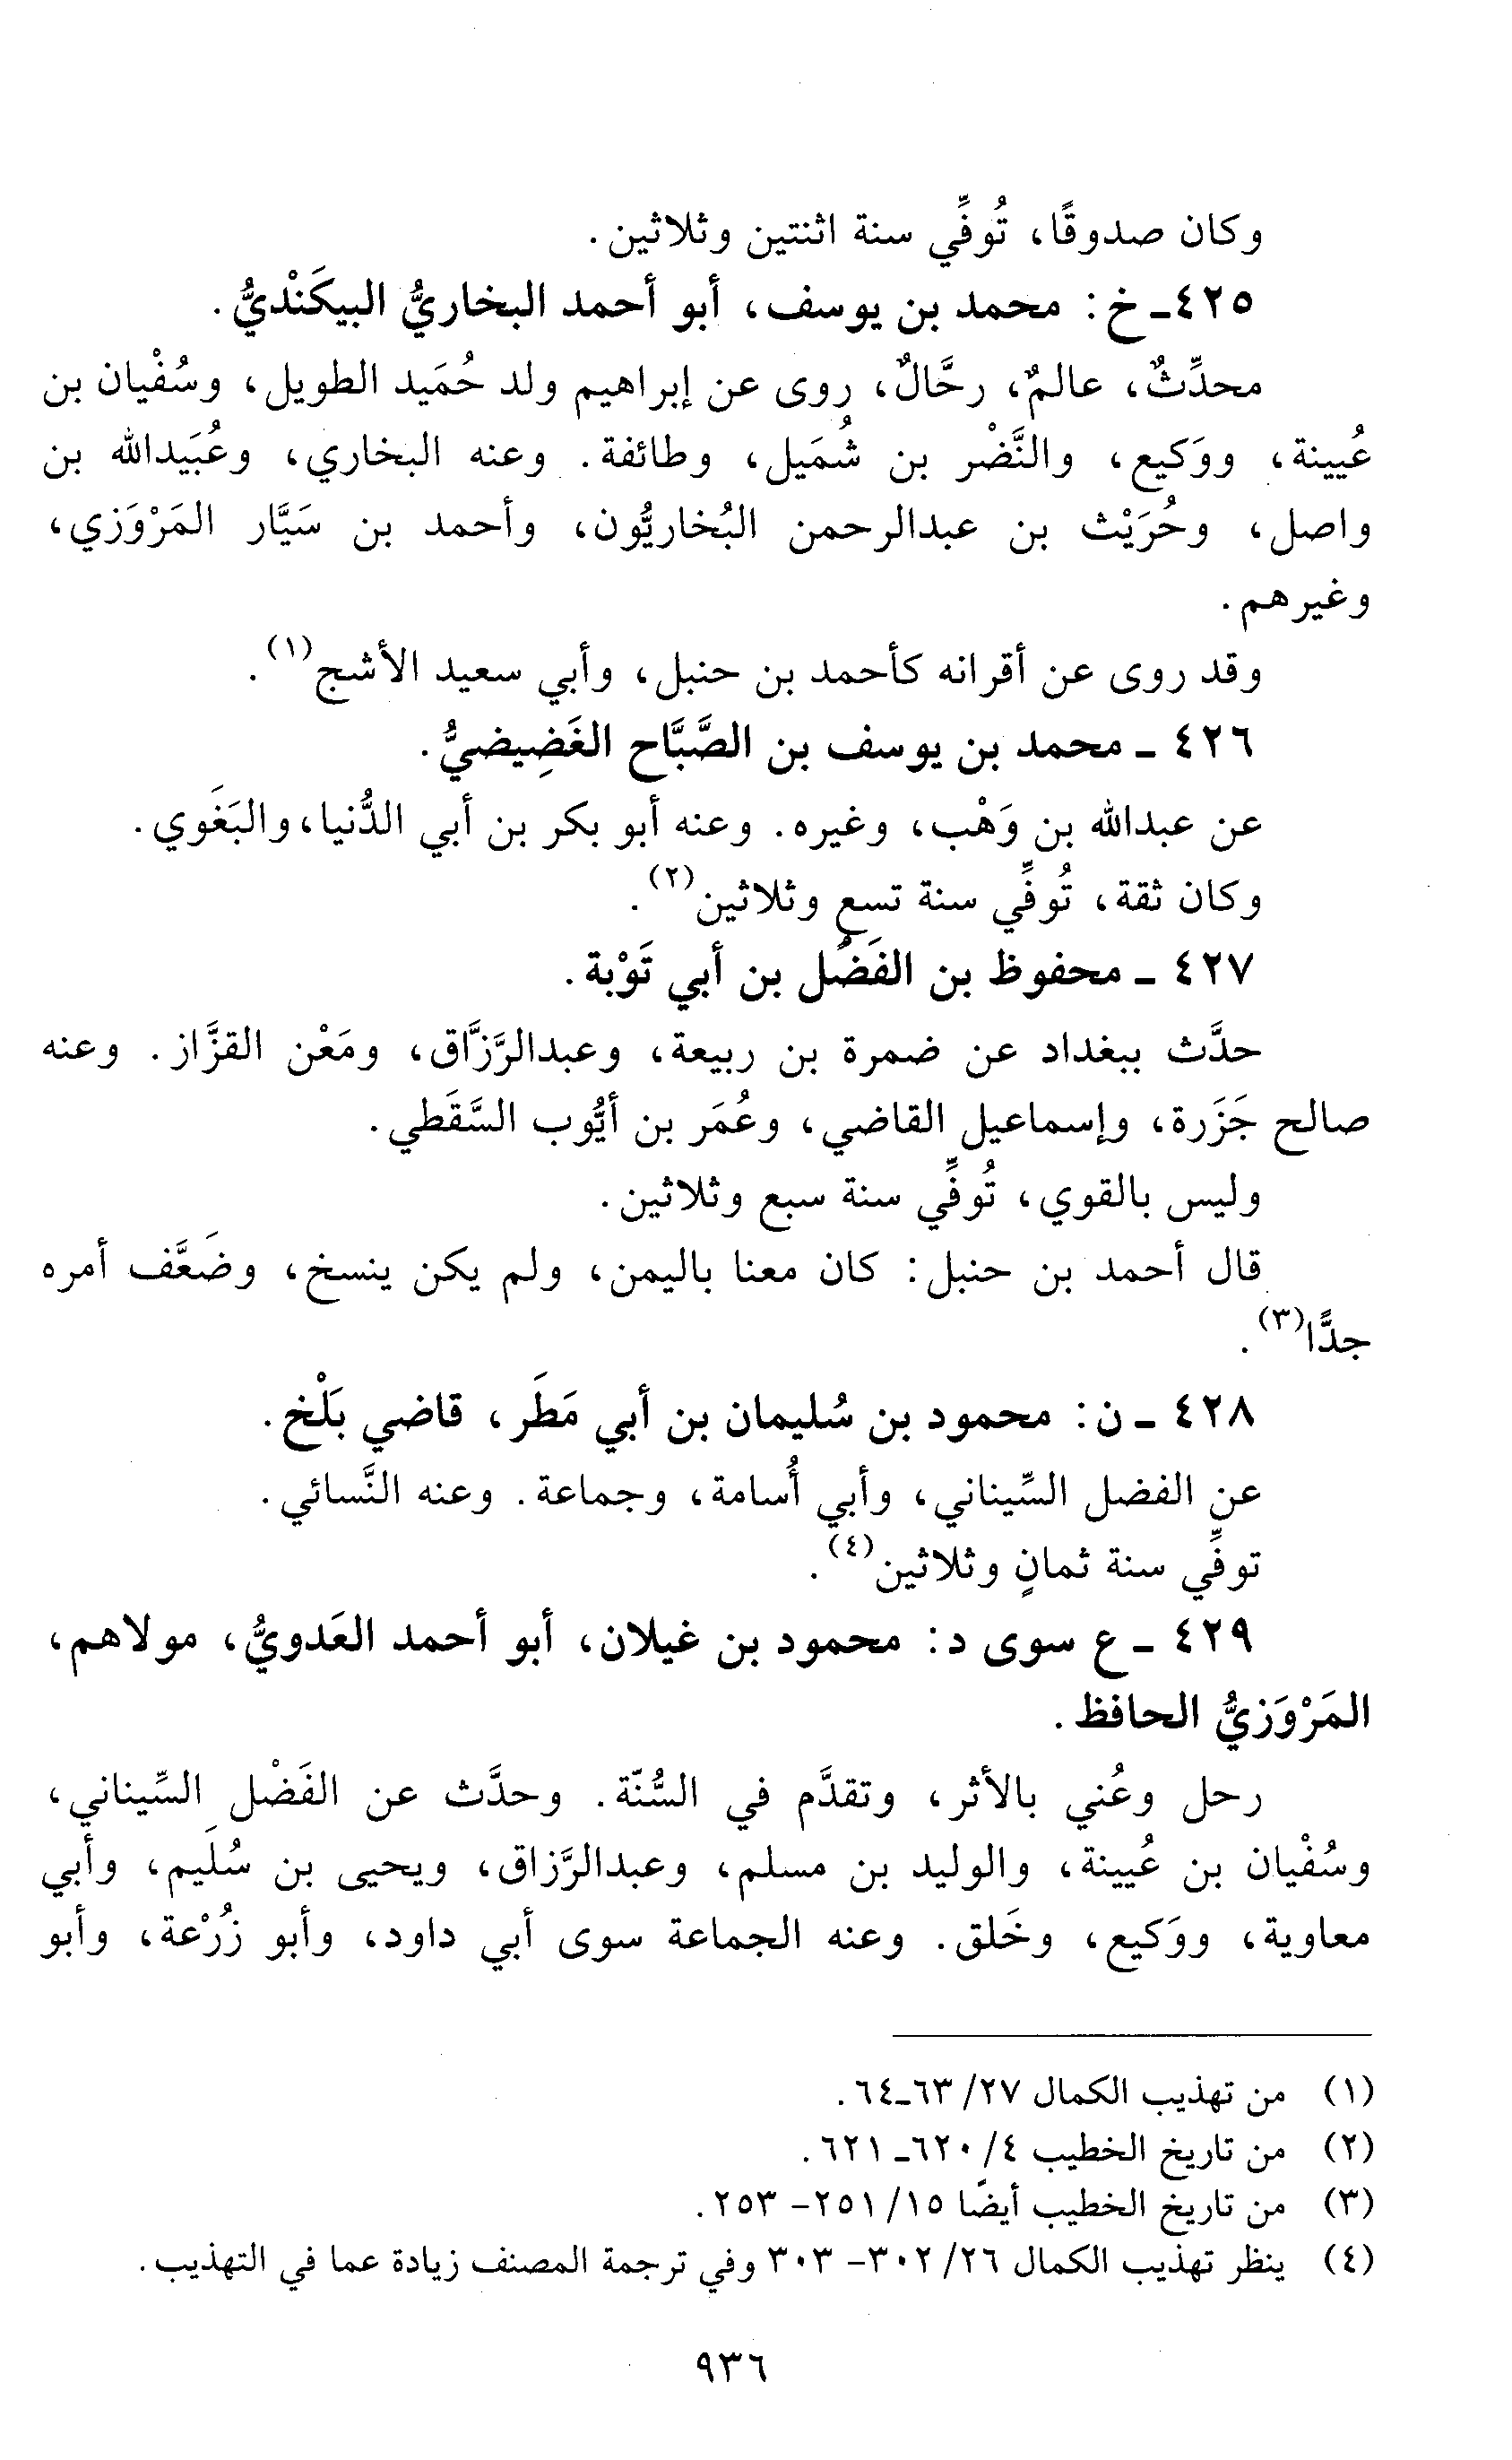 وكان صدوقًا، تُوفِّي سنة اثنتين وثلاثين.
٤٢٥ـ خ: محمد بن يوسف، أبو أحمد البخاريُّ البيكَنْديُّ.
محدِّثٌ، عالمٌ، رحَّالٌ، روى عن إبراهيم ولد حُمَيد الطويل، وسُفْيان بن
عُيينة، ووَكيع، والنَّضْر بن شُمَيل، وطائفة. وعنه البخاري، وعُبَيدالله بن
واصل، وحُرَيْث بن عبدالرحمن البُخاريُّون، وأحمد بن سَيَّار المَرْوَزي،
وغيرهم.
وقد روى عن أقرانه كأحمد بن حنبل، وأبي سعيد الأشج(١).
٤٢٦ ـ محمد بن يوسف بن الصَّبَّاح الغَضِيضيُّ.
عن عبدالله بن وَهْب، وغيره. وعنه أبو بكر بن أبي الدُّنيا، والبَغَوي.
وكان ثقة، تُوفِّي سنة تسع وثلاثين(٢).
٤٢٧ ـ محفوظ بن الفَضْل بن أبي تَوْبة.
حدَّث ببغداد عن ضمرة بن ربيعة، وعبدالرَّزَّاق، ومَعْن القزَّاز. وعنه
صالح جَزَرة، وإسماعيل القاضي، وعُمَر بن أيُّوب السَّقَطي.
وليس بالقوي، تُوفِّي سنة سبع وثلاثين.
قال أحمد بن حنبل: كان معنا باليمن، ولم يكن ينسخ، وضَعَّف أمره
جدًّا(٣).
٤٢٨ ـ ن: محمود بن سُليمان بن أبي مَطَر، قاضي بَلْخ.
عن الفضل السِّيناني، وأبي أُسامة، وجماعة. وعنه النَّسائي.
توفِّي سنة ثمانٍ وثلاثين(٤).
٤٢٩ ـ ع سوى د: محمود بن غيلان، أبو أحمد العَدويُّ، مولاهم،
المَرْوَزيُّ الحافظ.
رحل وعُني بالأثر، وتقدَّم في السُّنّة. وحدَّث عن الفَضْل السِّيناني،
وسُفْيان بن عُيينة، والوليد بن مسلم، وعبدالرَّزاق، ويحيى بن سُلَيم، وأبي
معاوية، ووَكيع، وخَلق. وعنه الجماعة سوى أبي داود، وأبو زُرْعة، وأبو
(١) من تهذيب الكمال ٢٧/ ٦٣ـ٦٤.
(٢) من تاريخ الخطيب ٤/ ٦٢٠ـ ٦٢١.
(٣) من تاريخ الخطيب أيضًا ١٥/ ٢٥١- ٢٥٣.
(٤) ينظر تهذيب الكمال ٢٦/ ٣٠٢- ٣٠٣ وفي ترجمة المصنف زيادة عما في التهذيب.
٩٣٦